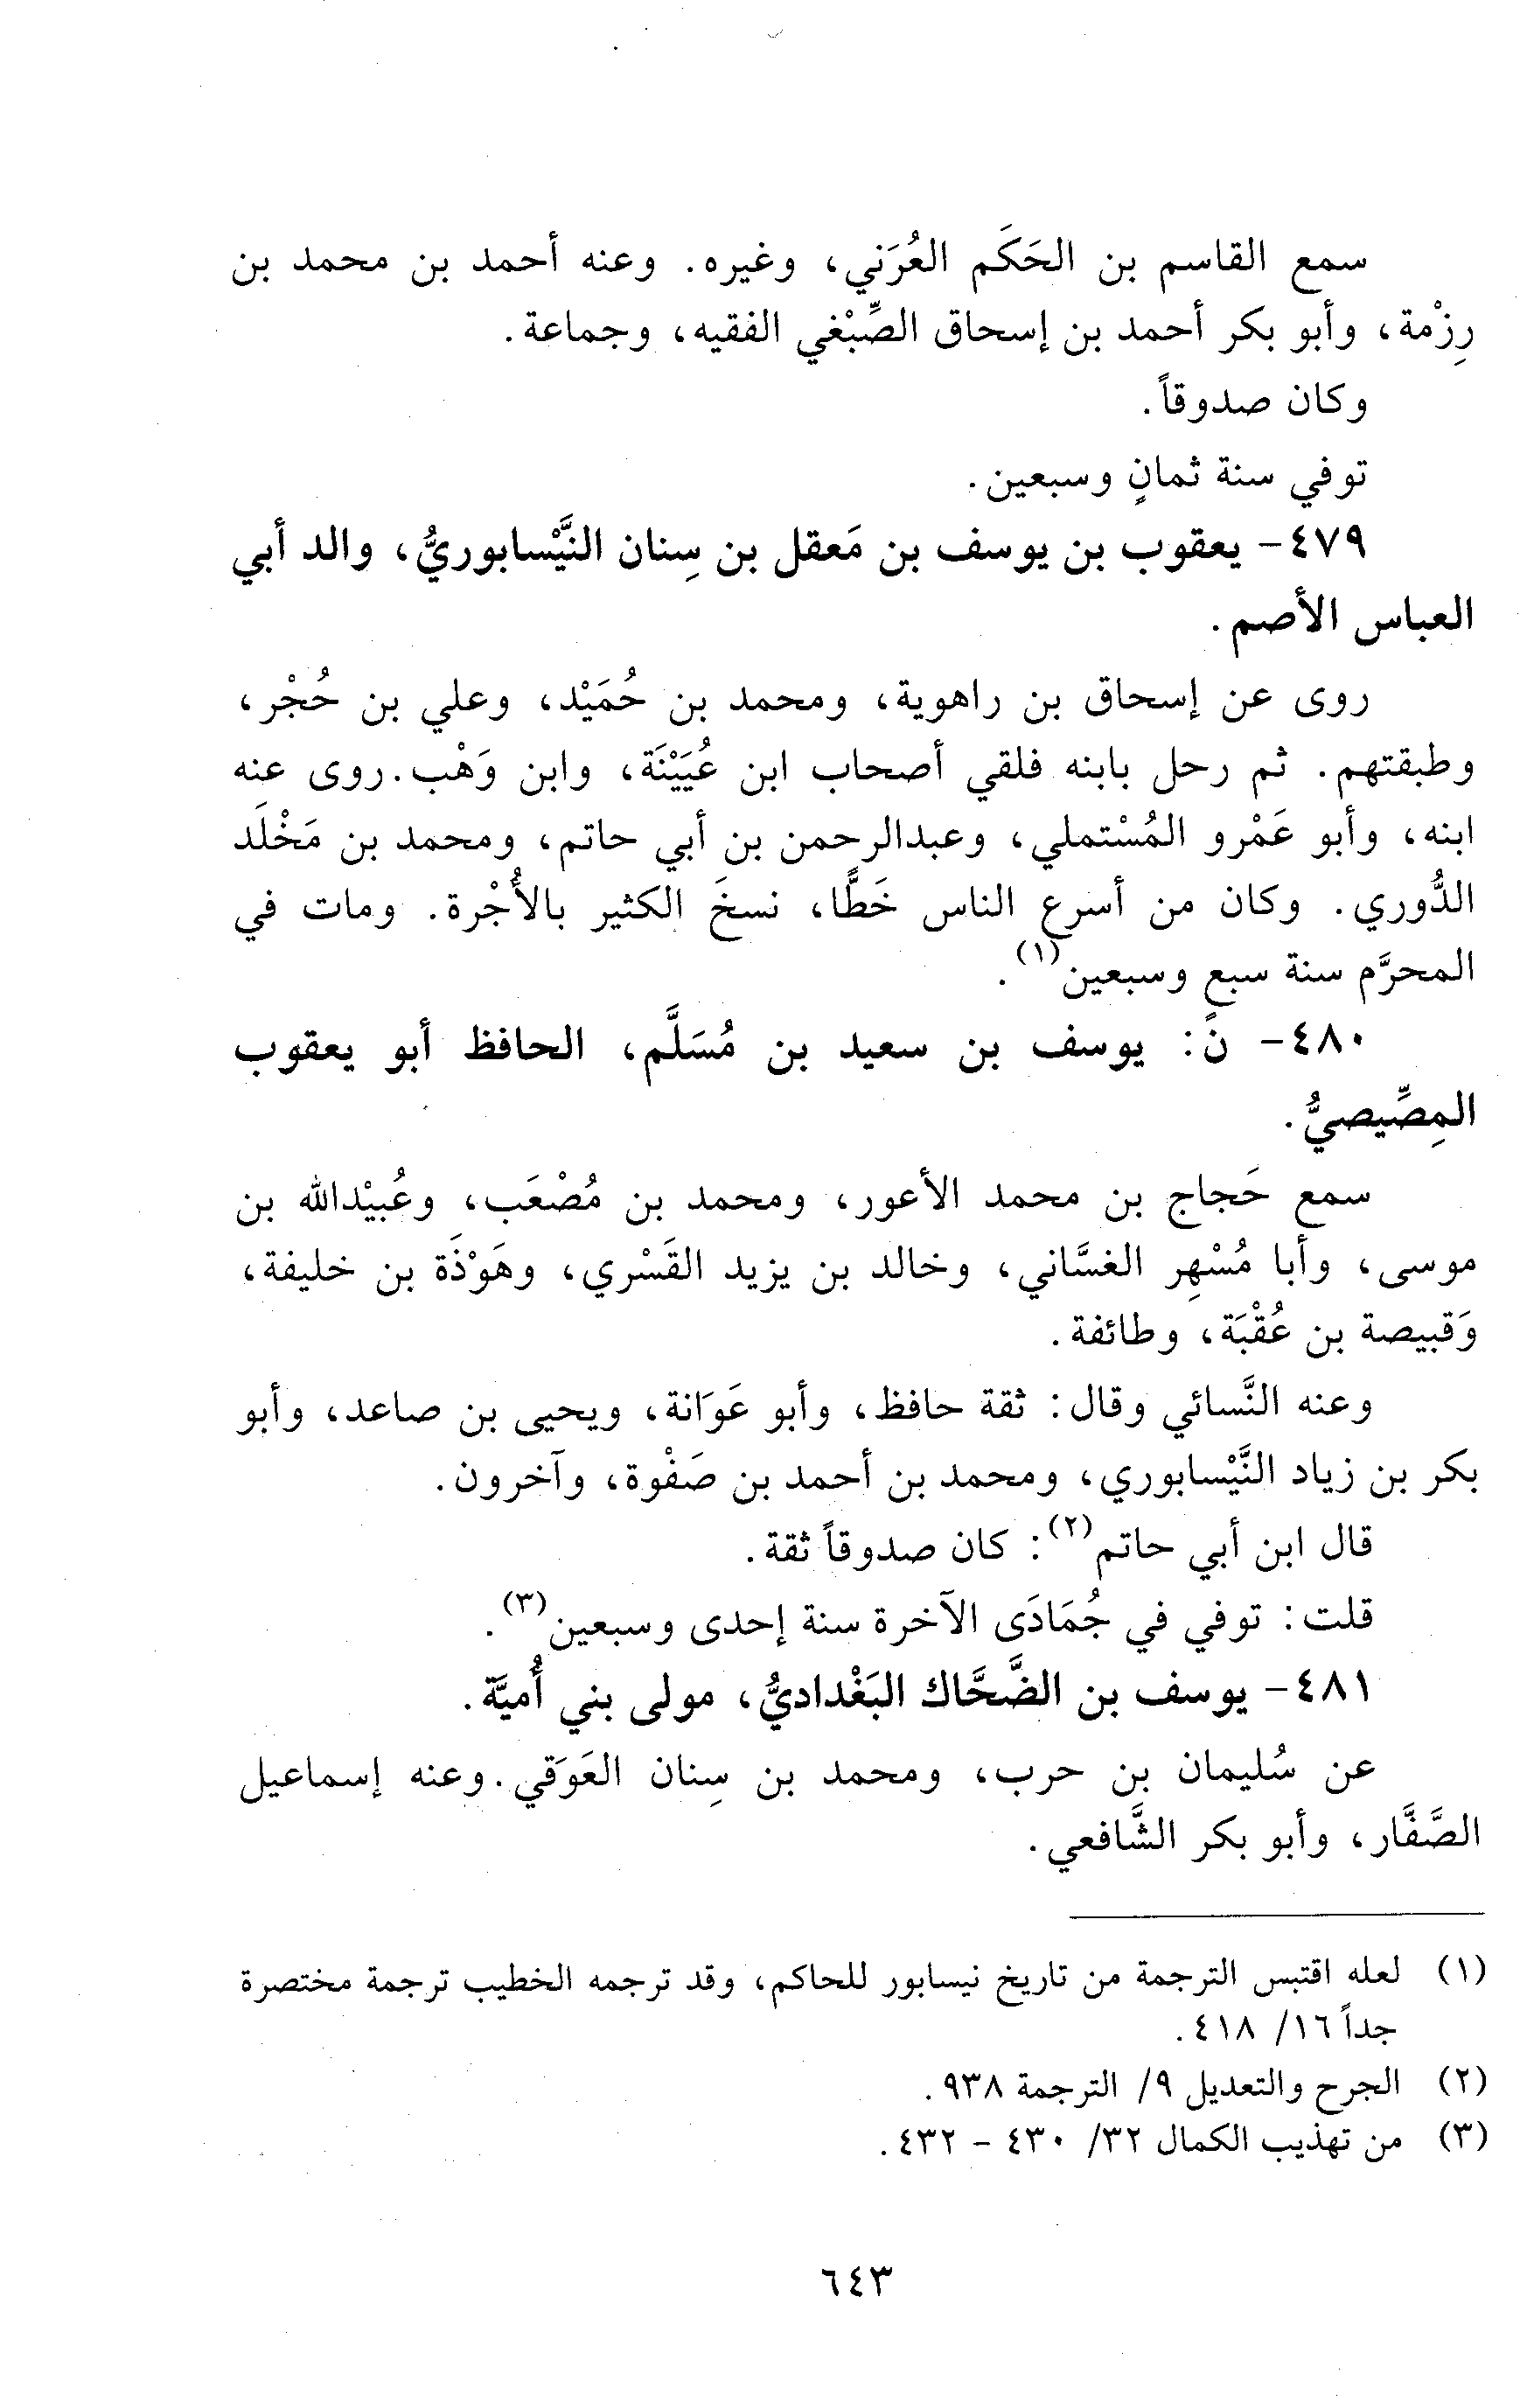 سمع القاسم بن الحَكَم العُرَني، وغيره. وعنه أحمد بن محمد بن
رِزْمة، وأبو بكر أحمد بن إسحاق الصِّبْغي الفقيه، وجماعة.
وكان صدوقاً.
توفي سنة ثمانٍ وسبعين.
٤٧٩- يعقوب بن يوسف بن مَعقل بن سِنان النَّيْسابوريُّ، والد أبي
العباس الأصم.
روى عن إسحاق بن راهوية، ومحمد بن حُمَيْد، وعلي بن حُجْر،
وطبقتهم. ثم رحل بابنه فلقي أصحاب ابن عُيَيْنَة، وابن وَهْب. روى عنه
ابنه، وأبو عَمْرو المُسْتملي، وعبدالرحمن بن أبي حاتم، ومحمد بن مَخْلَد
الدُّوري. وكان من أسرع الناس خَطًّا، نسخَ الكثير بالأُجْرة. ومات في
المحرَّم سنة سبع وسبعين(١).
٤٨٠- نَ: يوسف بن سعيد بن مُسَلَّم، الحافظ أبو يعقوب
المِصِّيصيُّ.
سمع حَجاج بن محمد الأعور، ومحمد بن مُصْعَب، وعُبيْدالله بن
موسى، وأبا مُسْهِر الغسَّاني، وخالد بن يزيد القَسْري، وهَوْذَة بن خليفة،
وَقبيصة بن عُقْبَة، وطائفة.
وعنه النَّسائي وقال: ثقة حافظ، وأبو عَوَانة، ويحيى بن صاعد، وأبو
بكر بن زياد النَّيْسابوري، ومحمد بن أحمد بن صَفْوة، وآخرون.
قال ابن أبي حاتم(٢): كان صدوقاً ثقة.
قلت: توفي في جُمَادَى الآخرة سنة إحدى وسبعين(٣).
٤٨١- يوسف بن الضَّحَّاك البَغْداديُّ، مولى بني أُميَّة.
عن سُليمان بن حرب، ومحمد بن سِنان العَوَقي. وعنه إسماعيل
الصَّفَّار، وأبو بكر الشَّافعي.
(١) لعله اقتبس الترجمة من تاريخ نيسابور للحاكم، وقد ترجمه الخطيب ترجمة مختصرة
جداً ١٦/ ٤١٨.
(٢) الجرح والتعديل ٩/ الترجمة ٩٣٨.
(٣) من تهذيب الكمال ٣٢/ ٤٣٠ - ٤٣٢.
٦٤٣